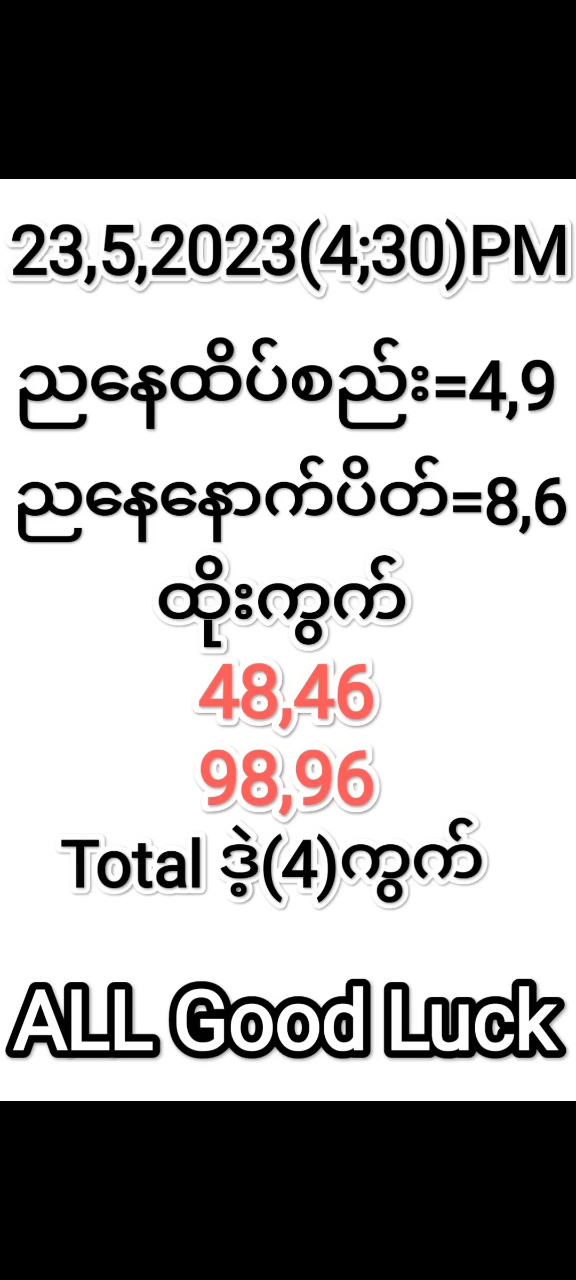 23,5,2023(4;30)PM
ညနေထိပ်စည်း=4,9
ညနေနောက်ပိတ်=8,6
ထိုးကွက်
48,46
98,96
Total ဒဲ့(4)ကွက်
ALL Good Luck